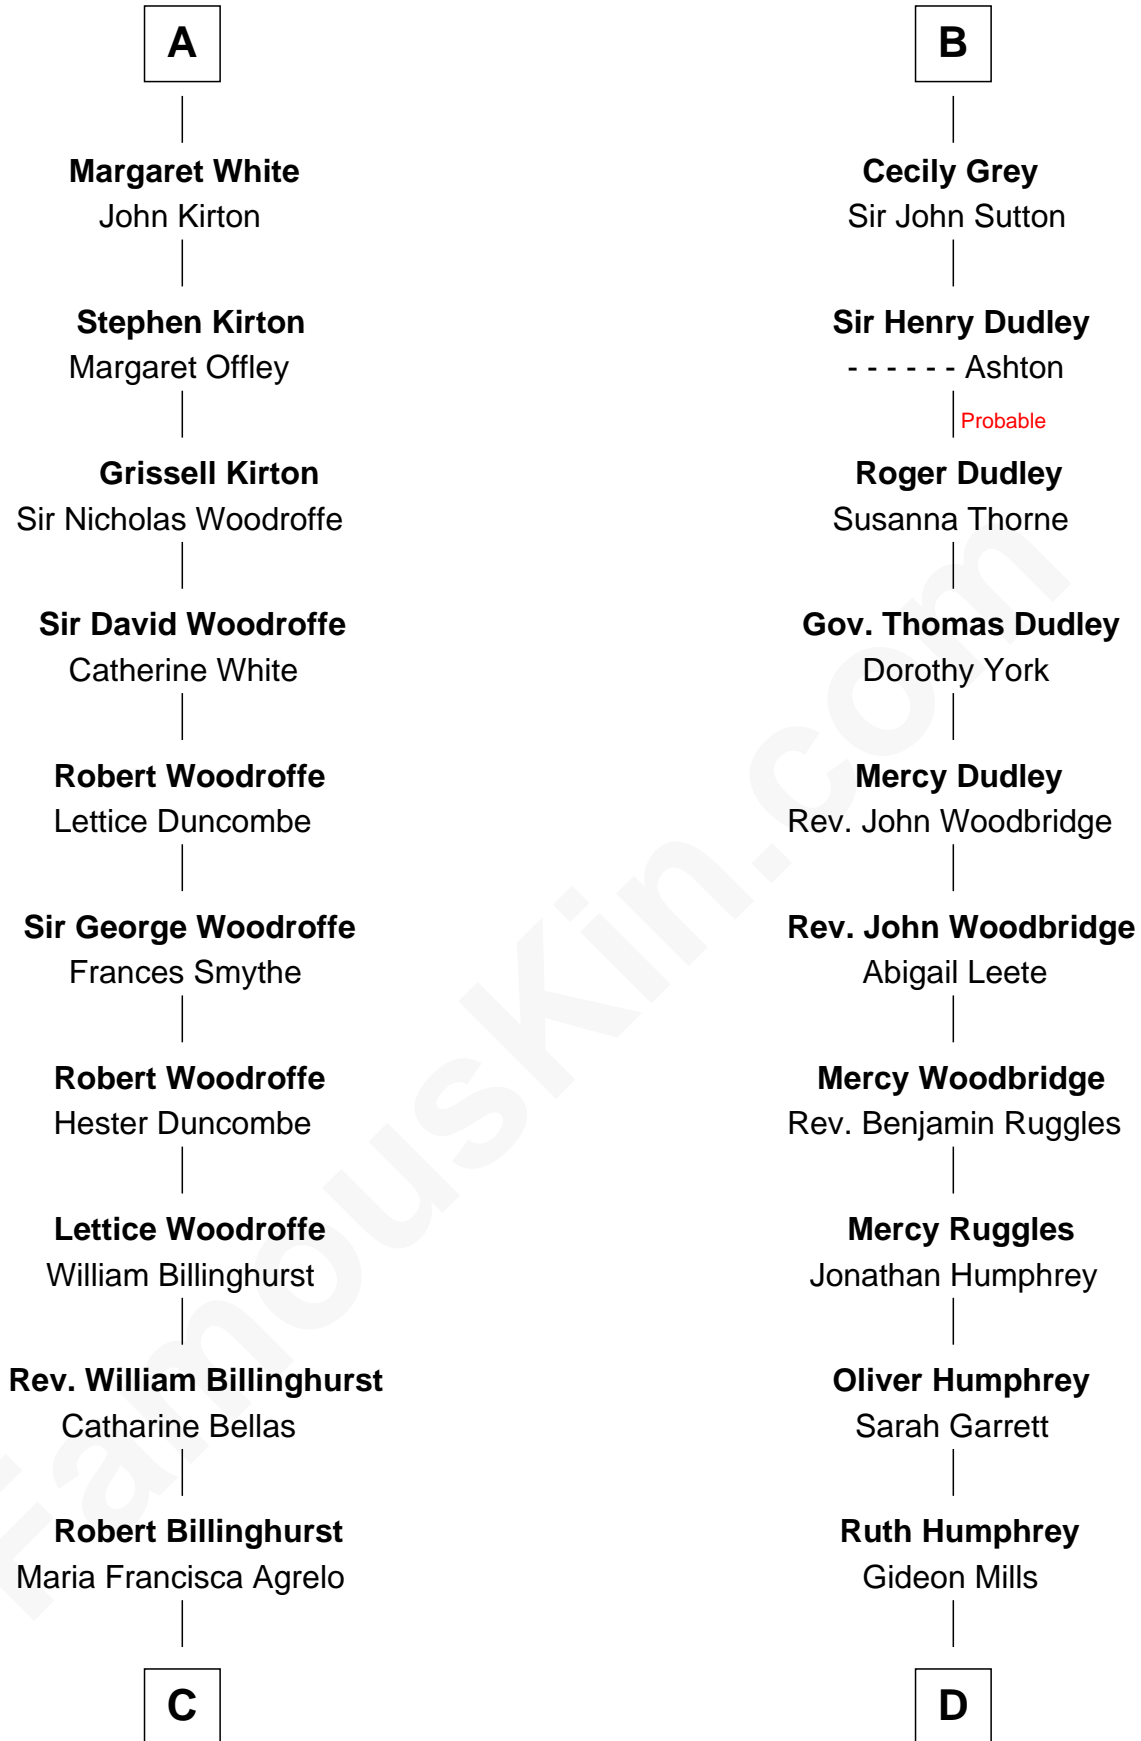 A
Margaret White
John Kirton
Stephen Kirton
Margaret Offley
Grissell Kirton
Sir Nicholas Woodroffe
Sir David Woodroffe
Catherine White
Robert Woodroffe
Lettice Duncombe
Sir George Woodroffe
Frances Smythe
Robert Woodroffe
Hester Duncombe
Lettice Woodroffe
William Billinghurst
Rev. William Billinghurst
Catharine Bellas
Robert Billinghurst
Maria Francisca Agrelo
C
B
Cecily Grey
Sir John Sutton
Sir Henry Dudley
- - - - - - Ashton
Probable
Roger Dudley
Susanna Thorne
Gov. Thomas Dudley
Dorothy York
Mercy Dudley
Rev. John Woodbridge
Rev. John Woodbridge
Abigail Leete
Mercy Woodbridge
Rev. Benjamin Ruggles
Mercy Ruggles
Jonathan Humphrey
Oliver Humphrey
Sarah Garrett
Ruth Humphrey
Gideon Mills
D
FamousKin.com